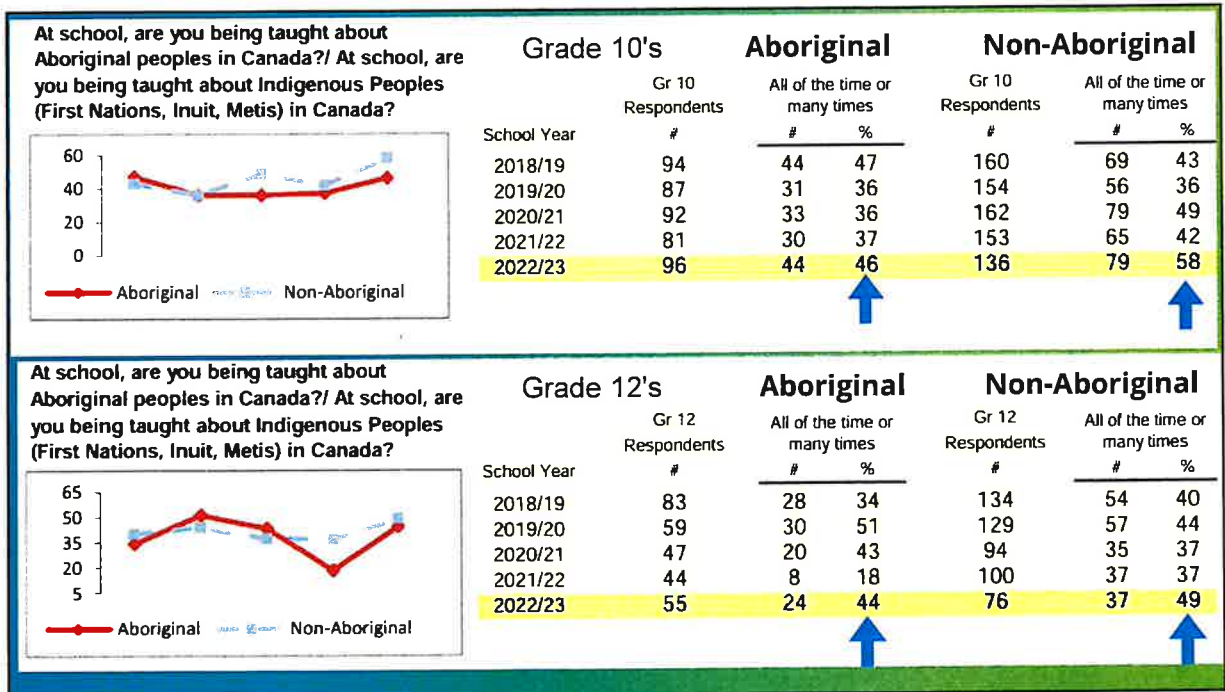 At school, are you being taught about
Aboriginal peoples in Canada?/ At school, are
you being taught about Indigenous Peoples
(First Nations, Inuit, Metis) in Canada?
60
40
20
0
Aboriginal Non-Aboriginal
Grade 10's Aboriginal Non-Aboriginal
Gr 10 All of the time or Gr 10 All of the time or
Respondents many times Respondents many times
School Year # # % # # %
2018/19 94 44 47 160 69 43
2019/20 87 31 36 154 56 36
2020/21 92 33 36 162 79 49
2021/22 81 30 37 153 65 42
2022/23 96 44 46 136 79 58
At school, are you being taught about
Aboriginal peoples in Canada?/ At school, are
you being taught about Indigenous Peoples
(First Nations, Inuit, Metis) in Canada?
65
50
35
20
5
Aboriginal Non-Aboriginal
Grade 12's Aboriginal Non-Aboriginal
Gr 12 All of the time or Gr 12 All of the time or
Respondents many times Respondents many times
School Year # # % # # %
2018/19 83 28 34 134 54 40
2019/20 59 30 51 129 57 44
2020/21 47 20 43 94 35 37
2021/22 44 8 18 100 37 37
2022/23 55 24 44 76 37 49